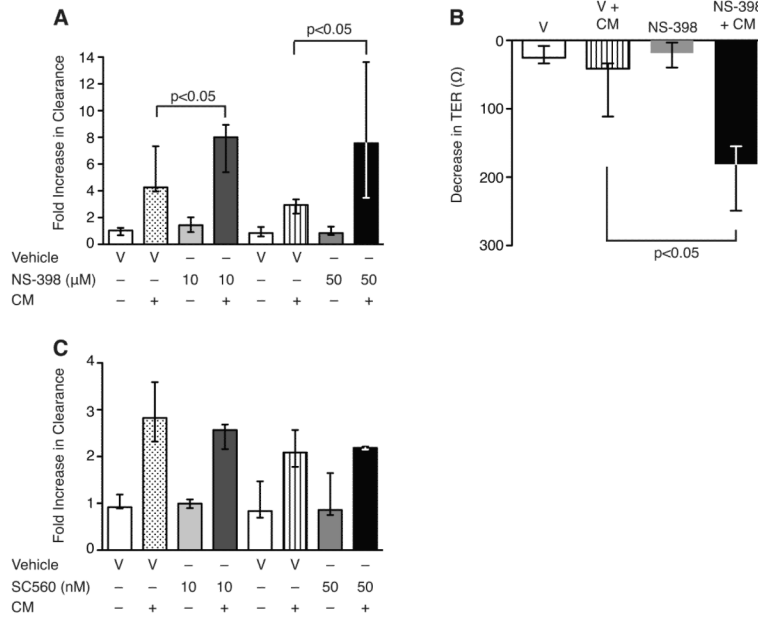 A
Fold Increase in Clearance
14
12
10
8
6
4
2
0
p<0.05
p<0.05
Vehicle V V – – V V – –
NS-398 (µM) – – 10 10 – – 50 50
CM – + – + – + – +
B
V
V +
CM
NS-398
NS-398
+ CM
Decrease in TER (Ω)
0
100
200
300
p<0.05
C
Fold Increase in Clearance
4
3
2
1
0
Vehicle V V – – V V – –
SC560 (nM) – – 10 10 – – 50 50
CM – + – + – + – +